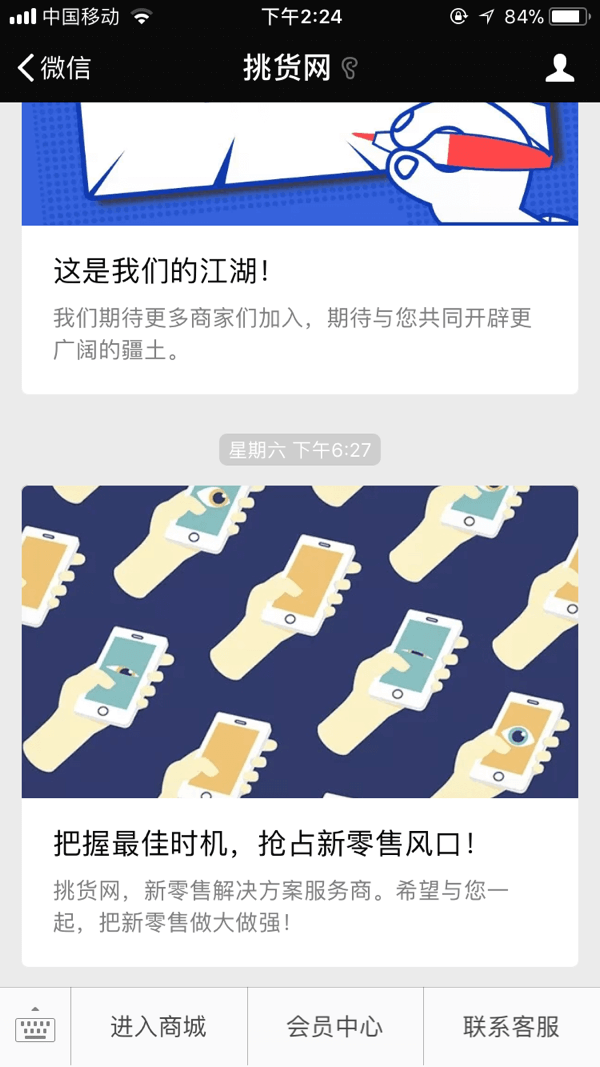 中国移动
下午2:24
84%
微信
挑货网
这是我们的江湖！
我们期待更多商家们加入，期待与您共同开辟更
广阔的疆土。
星期六 下午6:27
把握最佳时机，抢占新零售风口！
挑货网，新零售解决方案服务商。希望与您一
起，把新零售做大做强！
进入商城
会员中心
联系客服